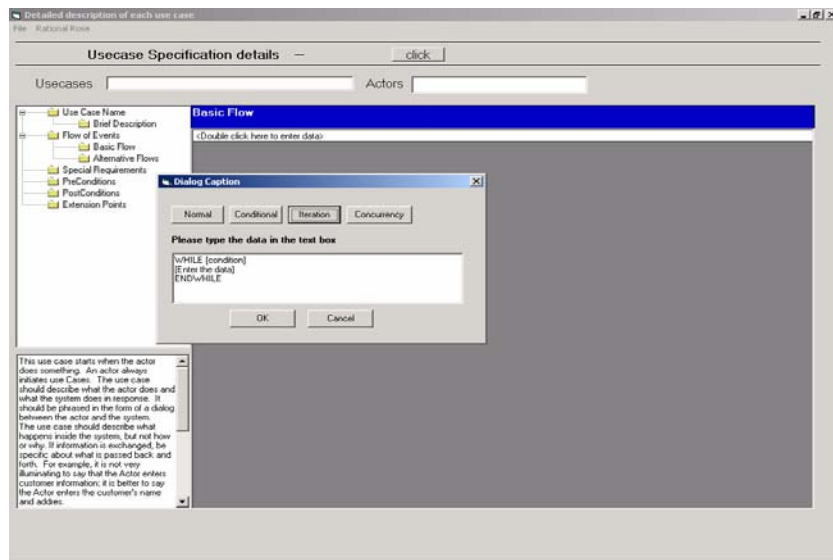 Detailed description of each use case
File Rational Rose
Usecase Specification details – click
Usecases Actors
Use Case Name
Brief Description
Flow of Events
Basic Flow
Alternative Flows
Special Requirements
PreConditions
PostConditions
Extension Points
Basic Flow
<Double click here to enter data>
Dialog Caption
Normal Conditional Iteration Concurrency
Please type the data in the text box
WHILE [condition]
[Enter the data]
ENDWHILE
OK Cancel
This use case starts when the actor
does something. An actor always
initiates use Cases. The use case
should describe what the actor does and
what the system does in response. It
should be phrased in the form of a dialog
between the actor and the system.
The use case should describe what
happens inside the system, but not how
or why. If information is exchanged, be
specific about what is passed back and
forth. For example, it is not very
illuminating to say that the Actor enters
customer information; it is better to say
the Actor enters the customer's name
and addres.